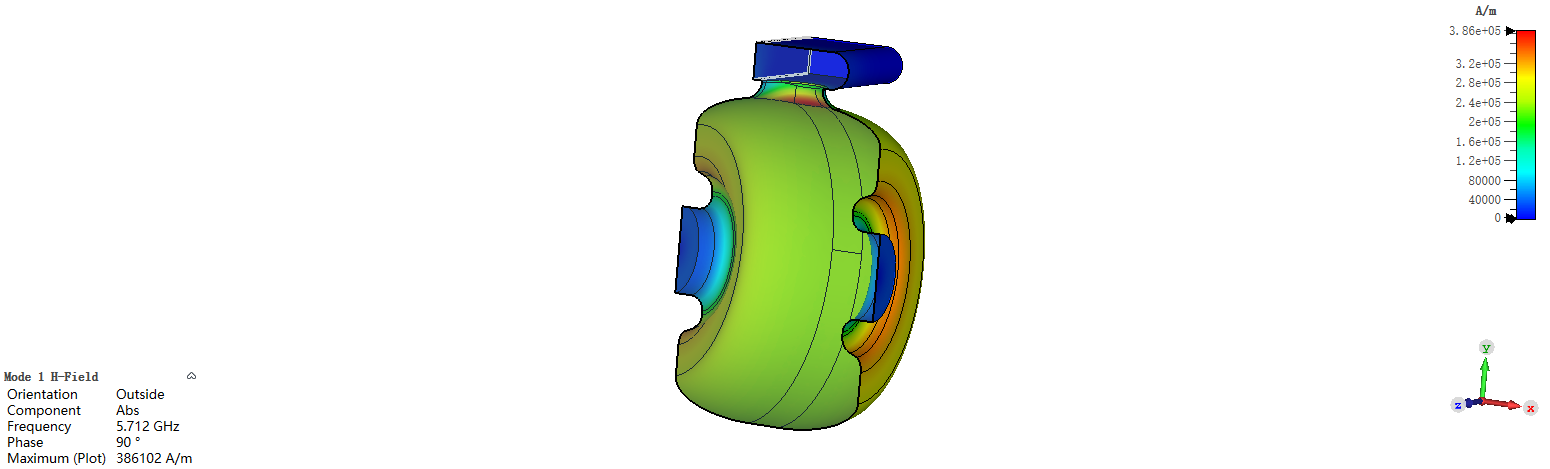 A/m
3.86e+05
3.2e+05
2.8e+05
2.4e+05
2e+05
1.6e+05
1.2e+05
80000
40000
0
y
z
x
Mode 1 H-Field
Orientation Outside
Component Abs
Frequency 5.712 GHz
Phase 90 °
Maximum (Plot) 386102 A/m